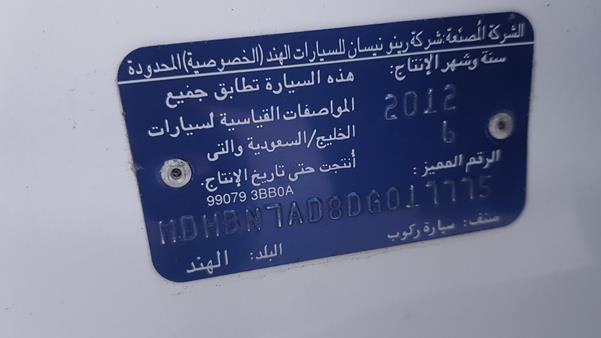 الشركة المُصنّعة: شركة رينو نيسان للسيارات الهند (الخصوصية) المحدودة
سنة وشهر الإنتاج:
2012
6
هذه السيارة تطابق جميع
المواصفات القياسية لسيارات
الخليج/السعودية والتى
أنتجت حتى تاريخ الإنتاج.
الرقم المميز:
99079 3BB0A
MDHBN7AD8DG017775
صنف: سيارة ركوب
البلد: الهند